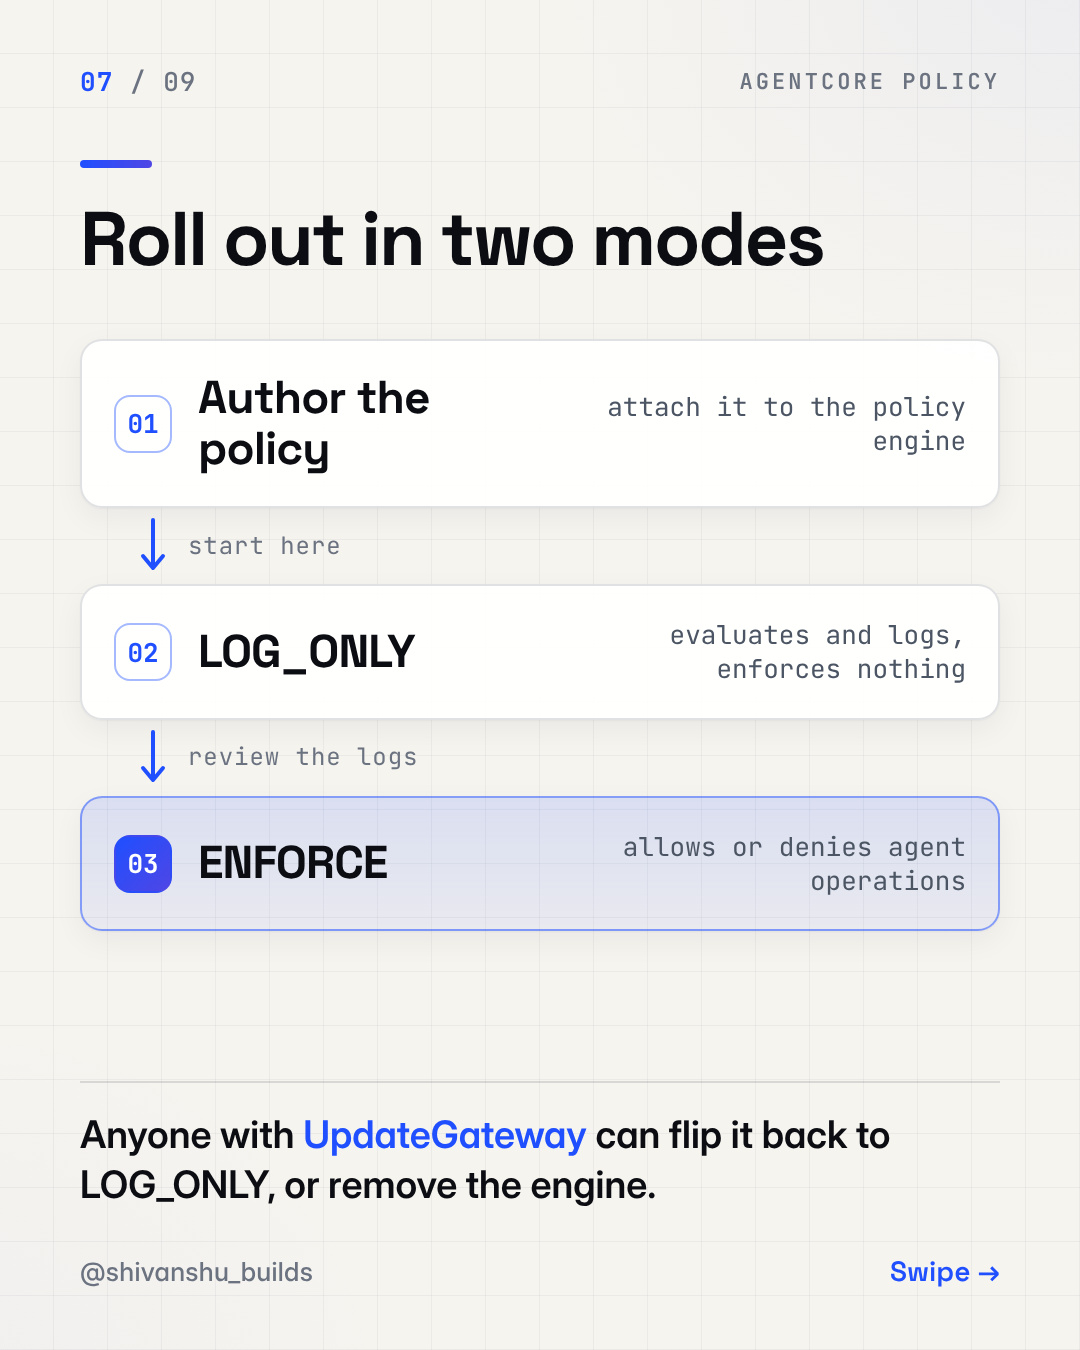 07 / 09
AGENTCORE POLICY
Roll out in two modes
01
Author the
policy
attach it to the policy
engine
start here
02
LOG_ONLY
evaluates and logs,
enforces nothing
review the logs
03
ENFORCE
allows or denies agent
operations
Anyone with UpdateGateway can flip it back to
LOG_ONLY, or remove the engine.
@shivanshu_builds
Swipe →